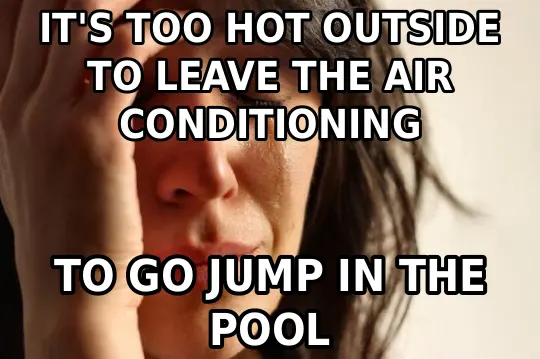 IT'S TOO HOT OUTSIDE
TO LEAVE THE AIR
CONDITIONING
TO GO JUMP IN THE
POOL